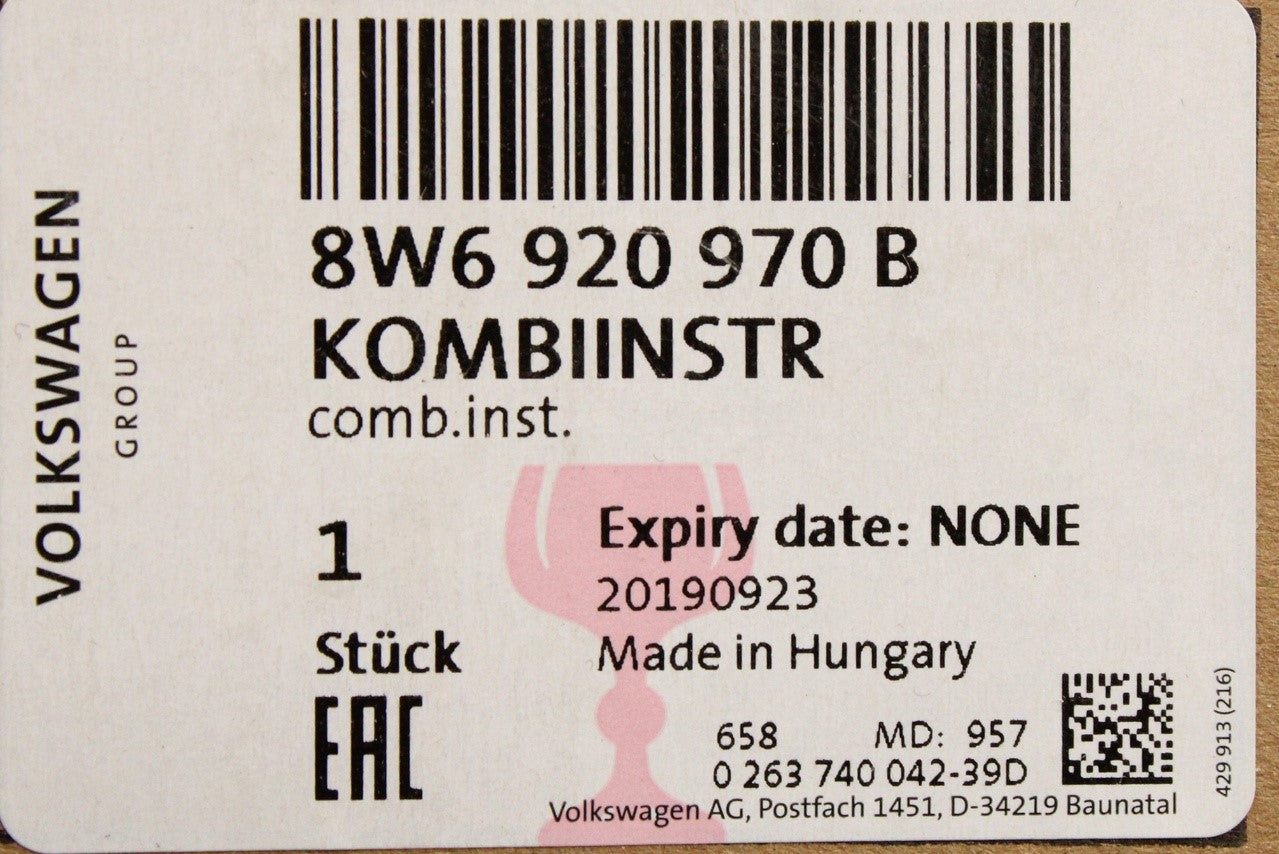 VOLKSWAGEN
GROUP
8W6 920 970 B
KOMBIINSTR
comb.inst.
1
Stück
EAC
Expiry date: NONE
20190923
Made in Hungary
658 MD: 957
0 263 740 042-39D
Volkswagen AG, Postfach 1451, D-34219 Baunatal
429 913 (216)